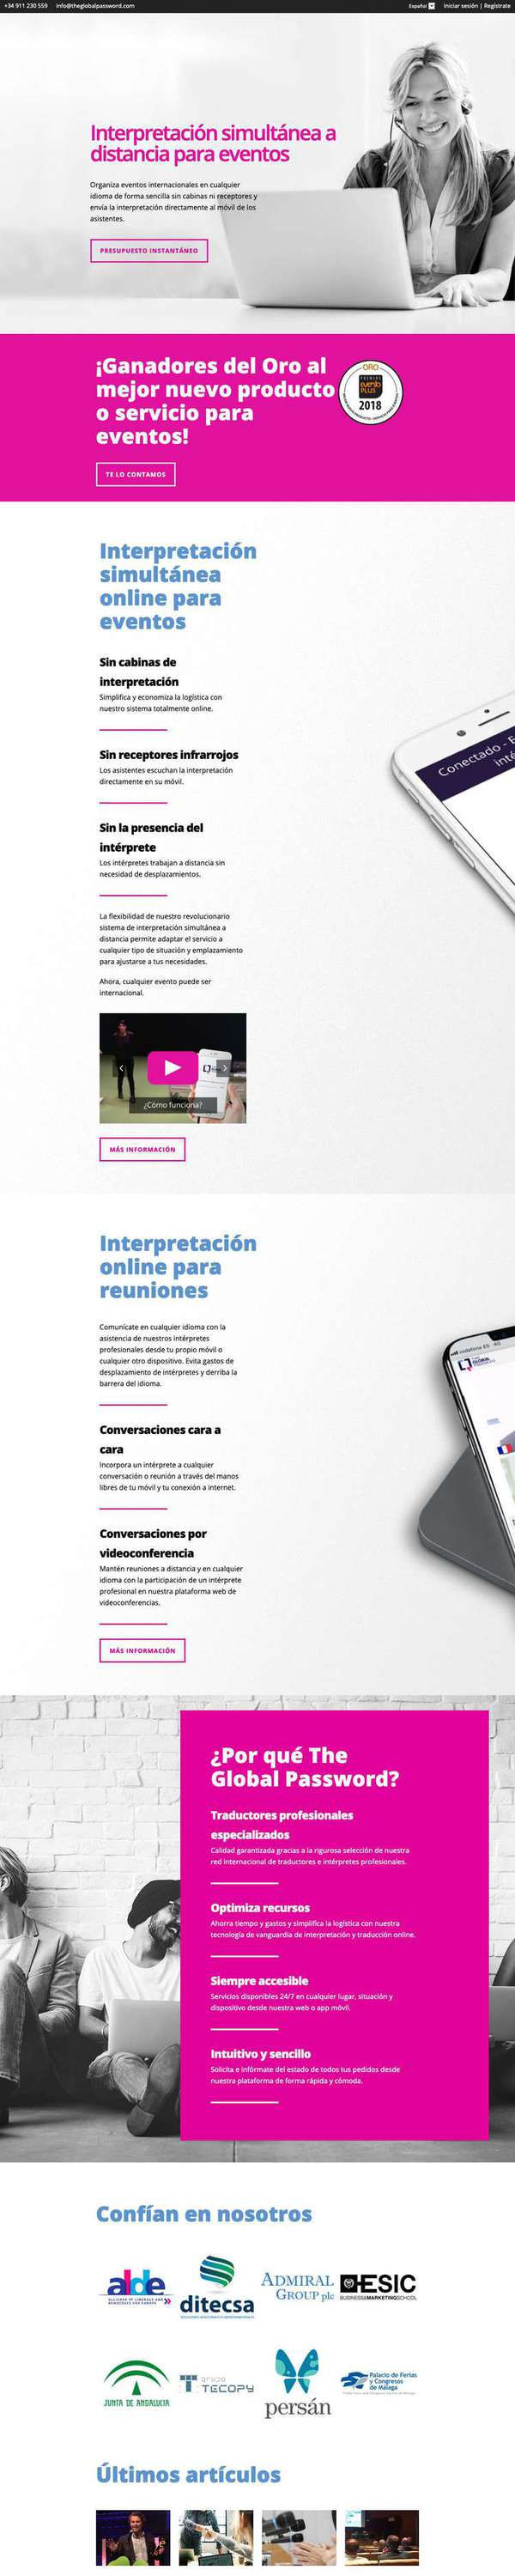 +34 911 230 559 info@theglobalpassword.com Español Iniciar sesión | Regístrate
Interpretación simultánea a
distancia para eventos
Organiza eventos internacionales en cualquier
idioma de forma sencilla sin cabinas ni receptores y
envía la interpretación directamente al móvil de los
asistentes.
PRESUPUESTO INSTANTÁNEO
¡Ganadores del Oro al
mejor nuevo producto
o servicio para
eventos!
ORO
PREMIOS
evento
PLUS
2018
TE LO CONTAMOS
Interpretación
simultánea
online para
eventos
Sin cabinas de
interpretación
Simplifica y economiza la logística con
nuestro sistema totalmente online.
Conectado - E
inté
Sin receptores infrarrojos
Los asistentes escuchan la interpretación
directamente en su móvil.
Sin la presencia del
intérprete
Los intérpretes trabajan a distancia sin
necesidad de desplazamientos.
La flexibilidad de nuestro revolucionario
sistema de interpretación simultánea a
distancia permite adaptar el servicio a
cualquier tipo de situación y emplazamiento
para ajustarse a tus necesidades.
Ahora, cualquier evento puede ser
internacional.
¿Cómo funciona?
MÁS INFORMACIÓN
Interpretación
online para
reuniones
Comunícate en cualquier idioma con la
asistencia de nuestros intérpretes
profesionales desde tu propio móvil o
cualquier otro dispositivo. Evita gastos de
desplazamiento de intérpretes y derriba la
barrera del idioma.
vodafone ES 4G
GLOBAL
Conversaciones cara a
cara
Incorpora un intérprete a cualquier
conversación o reunión a través del manos
libres de tu móvil y tu conexión a internet.
Conversaciones por
videoconferencia
Mantén reuniones a distancia y en cualquier
idioma con la participación de un intérprete
profesional en nuestra plataforma web de
videoconferencias.
MÁS INFORMACIÓN
¿Por qué The
Global Password?
Traductores profesionales
especializados
Calidad garantizada gracias a la rigurosa selección de nuestra
red internacional de traductores e intérpretes profesionales.
Optimiza recursos
Ahorra tiempo y gastos y simplifica la logística con nuestra
tecnología de vanguardia de interpretación y traducción online.
Siempre accesible
Servicios disponibles 24/7 en cualquier lugar, situación y
dispositivo desde nuestra web o app móvil.
Intuitivo y sencillo
Solicita e infórmate del estado de todos tus pedidos desde
nuestra plataforma de forma rápida y cómoda.
Confían en nosotros
alde
ALLIANCE OF LIBERALS AND
DEMOCRATS FOR EUROPE
ditecsa
ADMIRAL
GROUP plc
ESIC
BUSINESS&MARKETINGSCHOOL
JUNTA DE ANDALUCIA
grupo
TECOPY
persán
Palacio de Ferias
y Congresos
de Málaga
Últimos artículos